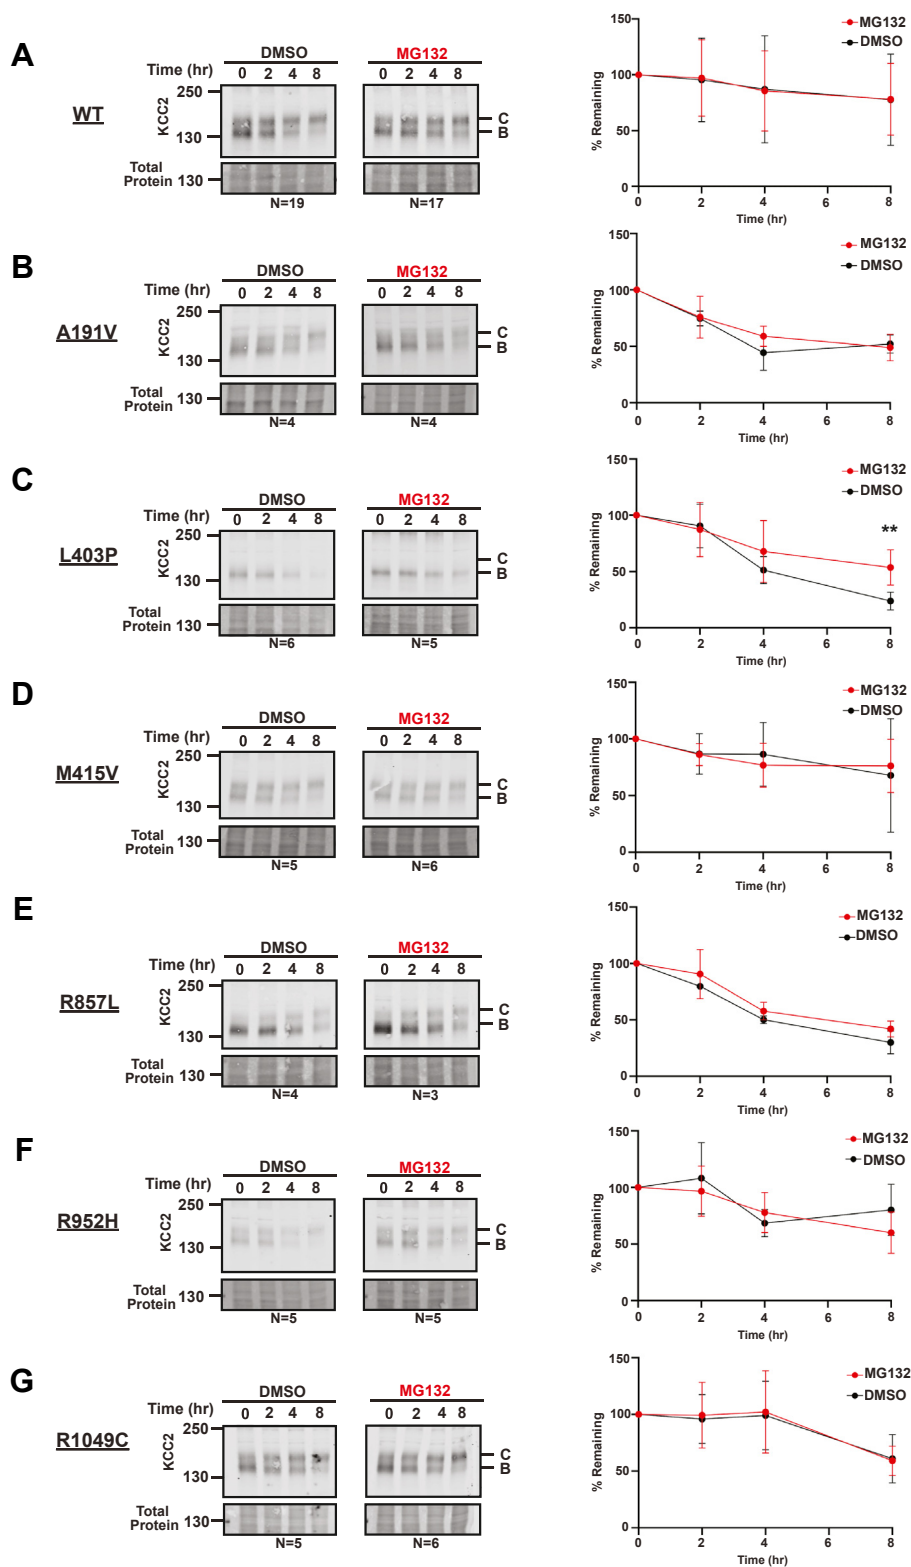 A
WT
DMSO
MG132
Time (hr) 0 2 4 8 0 2 4 8
KCC2
250
130
C
B
Total
Protein 130
N=19 N=17
MG132
DMSO
% Remaining
150
100
50
0
0 2 4 6 8
Time (hr)
B
A191V
DMSO
MG132
Time (hr) 0 2 4 8 0 2 4 8
KCC2
250
130
C
B
Total
Protein 130
N=4 N=4
MG132
DMSO
% Remaining
150
100
50
0
0 2 4 6 8
Time (hr)
C
L403P
DMSO
MG132
Time (hr) 0 2 4 8 0 2 4 8
KCC2
250
130
C
B
Total
Protein 130
N=6 N=5
MG132
DMSO
**
% Remaining
150
100
50
0
0 2 4 6 8
Time (hr)
D
M415V
DMSO
MG132
Time (hr) 0 2 4 8 0 2 4 8
KCC2
250
130
C
B
Total
Protein 130
N=5 N=6
MG132
DMSO
% Remaining
150
100
50
0
0 2 4 6 8
Time (hr)
E
R857L
DMSO
MG132
Time (hr) 0 2 4 8 0 2 4 8
KCC2
250
130
C
B
Total
Protein 130
N=4 N=3
MG132
DMSO
% Remaining
150
100
50
0
0 2 4 6 8
Time (hr)
F
R952H
DMSO
MG132
Time (hr) 0 2 4 8 0 2 4 8
KCC2
250
130
C
B
Total
Protein 130
N=5 N=5
MG132
DMSO
% Remaining
150
100
50
0
0 2 4 6 8
Time (hr)
G
R1049C
DMSO
MG132
Time (hr) 0 2 4 8 0 2 4 8
KCC2
250
130
C
B
Total
Protein 130
N=5 N=6
MG132
DMSO
% Remaining
150
100
50
0
0 2 4 6 8
Time (hr)